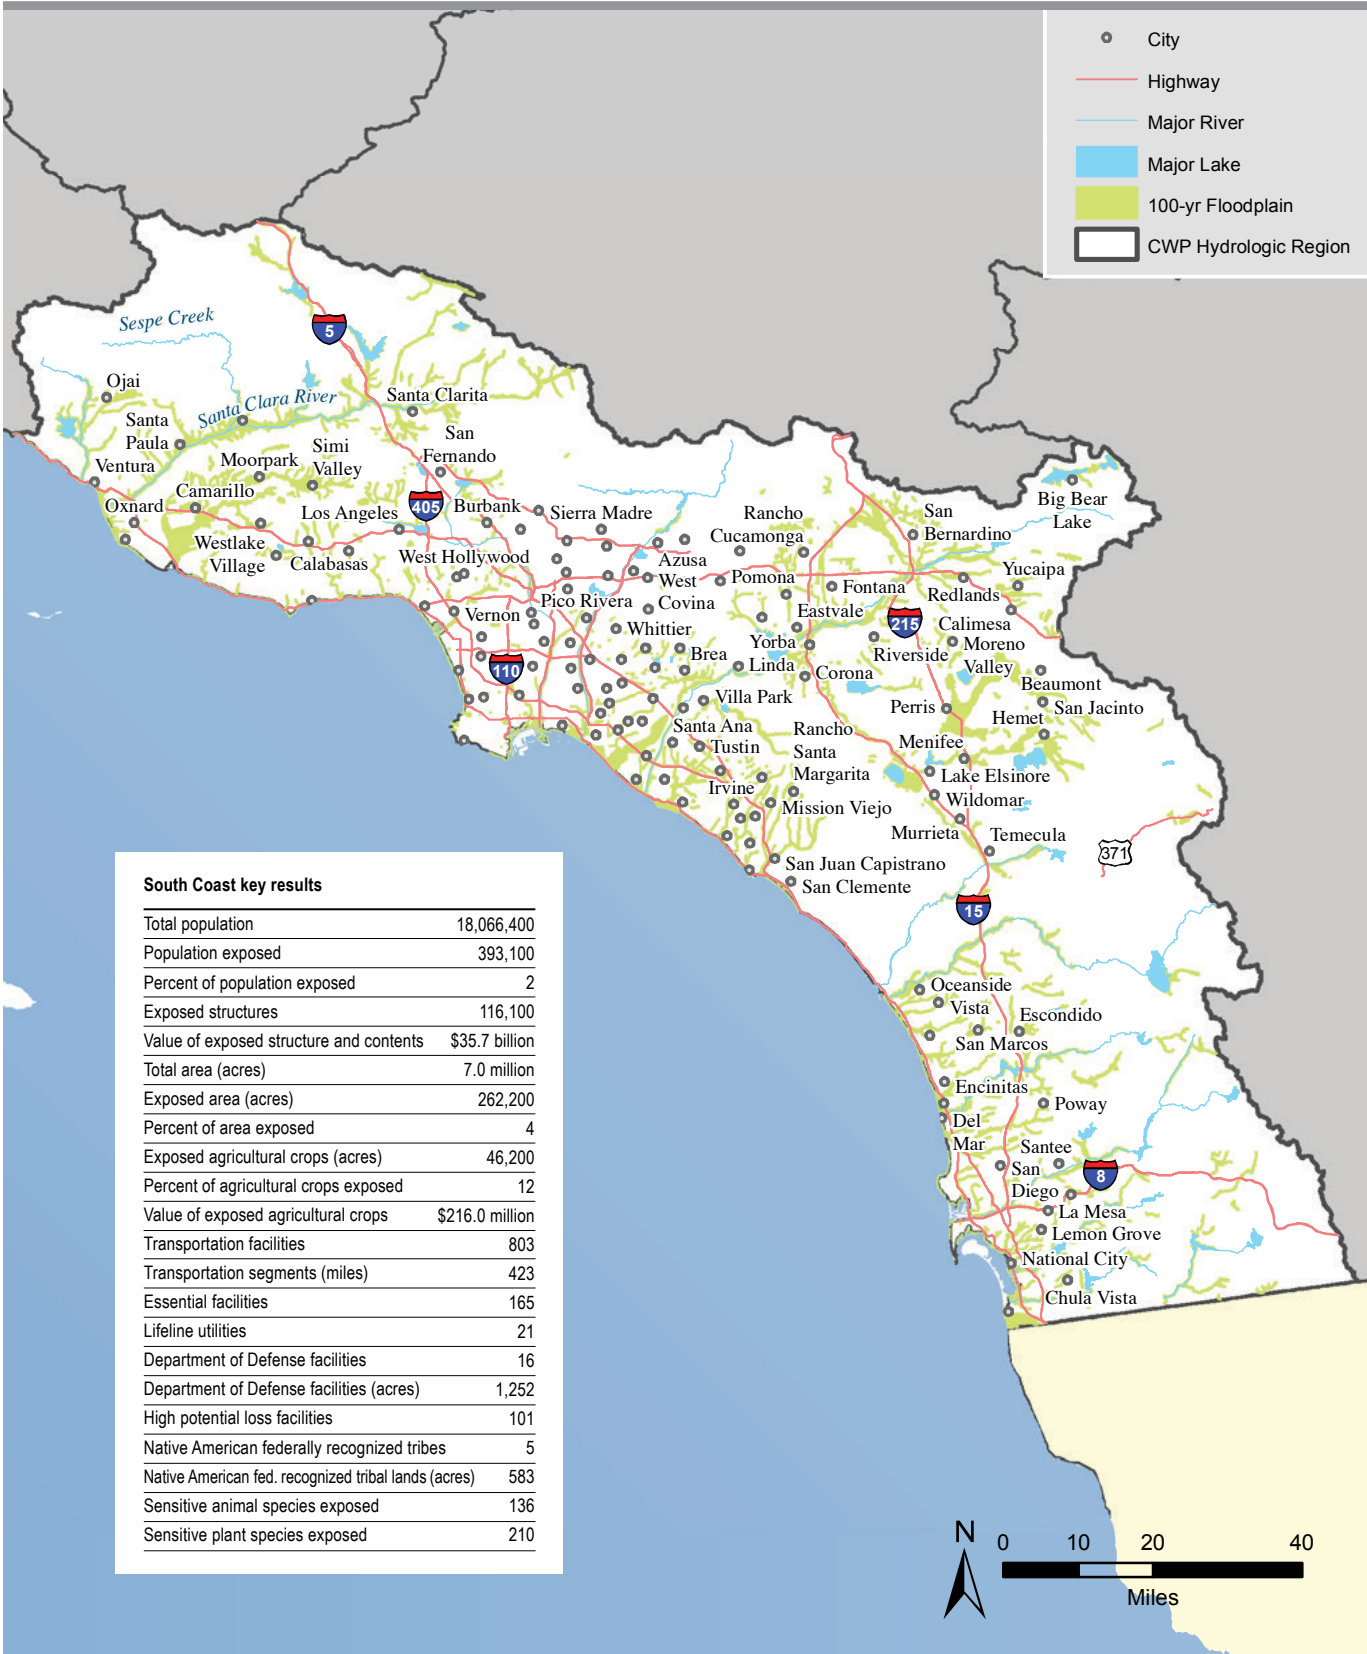 City
Highway
Major River
Major Lake
100-yr Floodplain
CWP Hydrologic Region
5
Sespe Creek
Ojai
Santa Clara River
Santa Clarita
Santa
Paula
San
Fernando
Simi
Valley
Moorpark
Ventura
Camarillo
Oxnard
Los Angeles
405
Burbank
Sierra Madre
Rancho
Cucamonga
San
Bernardino
Big Bear
Lake
Westlake
Village
Calabasas
West Hollywood
Azusa
West
Covina
Pomona
Fontana
Yucaipa
Redlands
Vernon
Pico Rivera
Eastvale
215
Calimesa
Whittier
Yorba
Linda
Riverside
Moreno
Valley
Brea
110
Corona
Beaumont
Villa Park
Perris
San Jacinto
Hemet
Santa Ana
Tustin
Rancho
Santa
Margarita
Menifee
Irvine
Lake Elsinore
Mission Viejo
Wildomar
Murrieta
Temecula
371
San Juan Capistrano
San Clemente
15
Oceanside
Vista
Escondido
San Marcos
Encinitas
Poway
Del
Mar
Santee
San
Diego
8
La Mesa
Lemon Grove
National City
Chula Vista
South Coast key results
Total population 18,066,400
Population exposed 393,100
Percent of population exposed 2
Exposed structures 116,100
Value of exposed structure and contents $35.7 billion
Total area (acres) 7.0 million
Exposed area (acres) 262,200
Percent of area exposed 4
Exposed agricultural crops (acres) 46,200
Percent of agricultural crops exposed 12
Value of exposed agricultural crops $216.0 million
Transportation facilities 803
Transportation segments (miles) 423
Essential facilities 165
Lifeline utilities 21
Department of Defense facilities 16
Department of Defense facilities (acres) 1,252
High potential loss facilities 101
Native American federally recognized tribes 5
Native American fed. recognized tribal lands (acres) 583
Sensitive animal species exposed 136
Sensitive plant species exposed 210
N
0 10 20 40
Miles